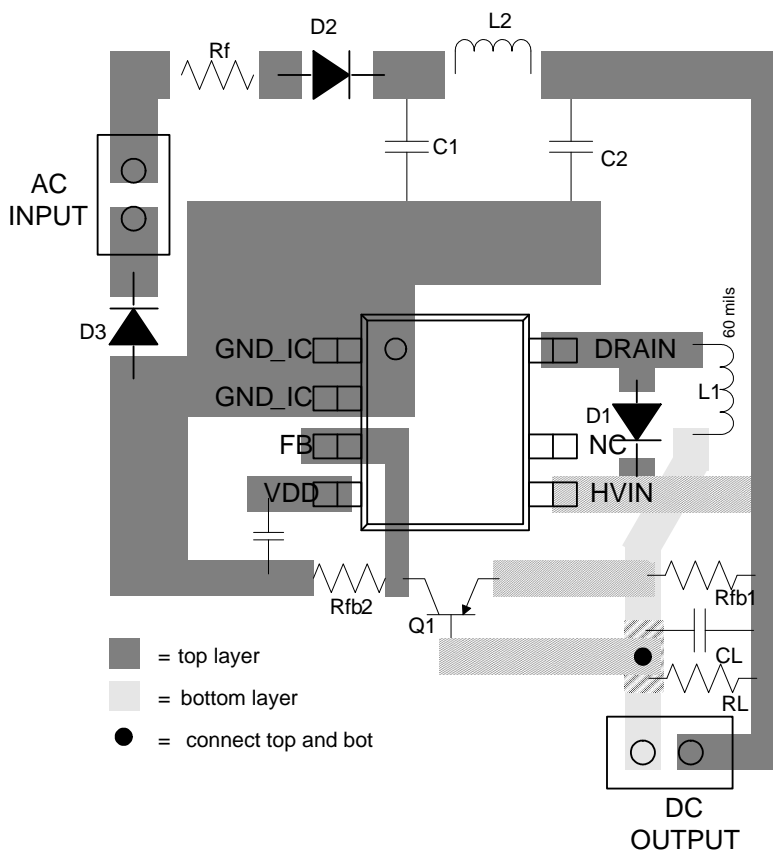 L2
D2
Rf
C1
C2
AC
INPUT
60 mils
D3
GND_IC
DRAIN
GND_IC
L1
D1
FB
NC
VDD
HVIN
Rfb2
Rfb1
Q1
CL
= top layer
= bottom layer
RL
= connect top and bot
DC
OUTPUT